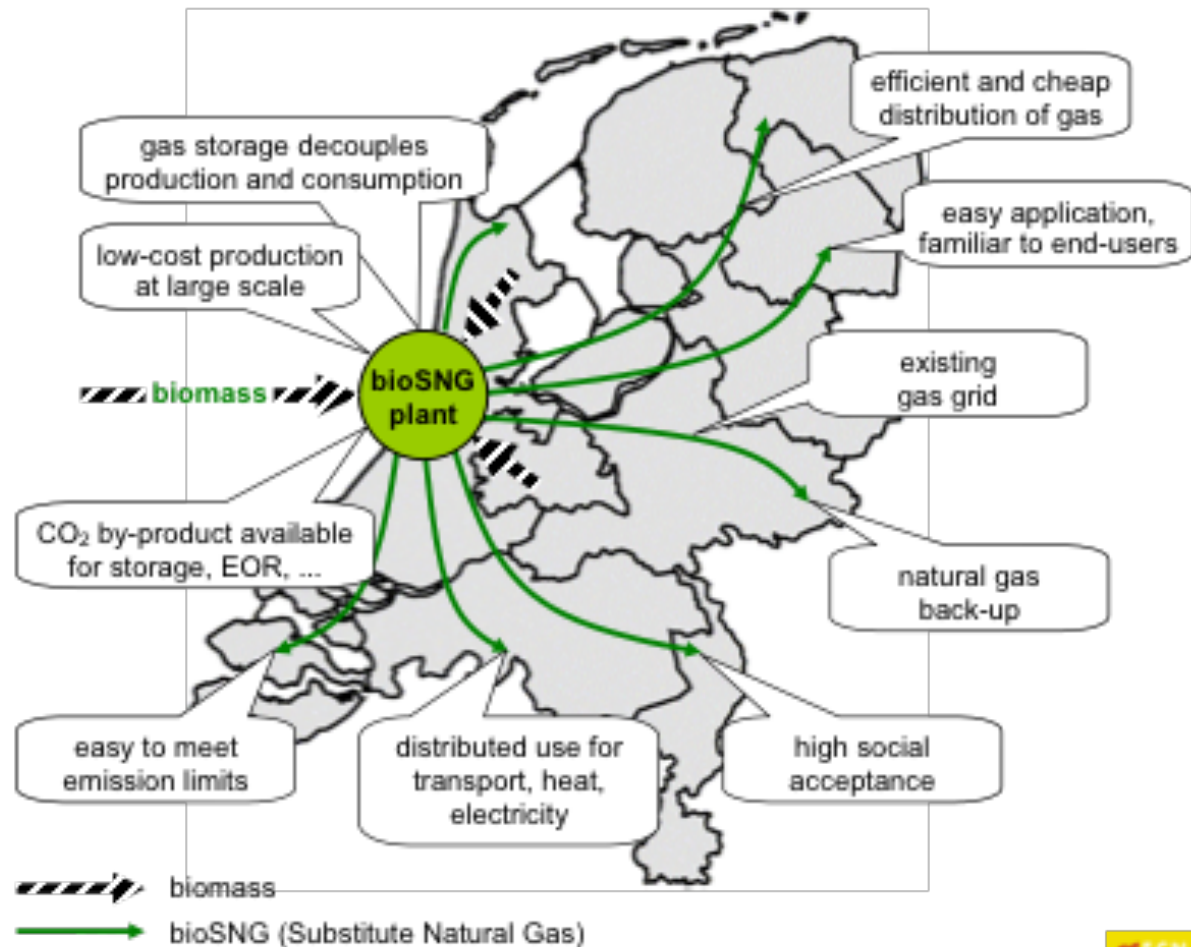 efficient and cheap
distribution of gas
gas storage decouples
production and consumption
easy application,
familiar to end-users
low-cost production
at large scale
existing
gas grid
biomass
bioSNG
plant
CO₂ by-product available
for storage, EOR, ...
natural gas
back-up
easy to meet
emission limits
distributed use for
transport, heat,
electricity
high social
acceptance
biomass
bioSNG (Substitute Natural Gas)